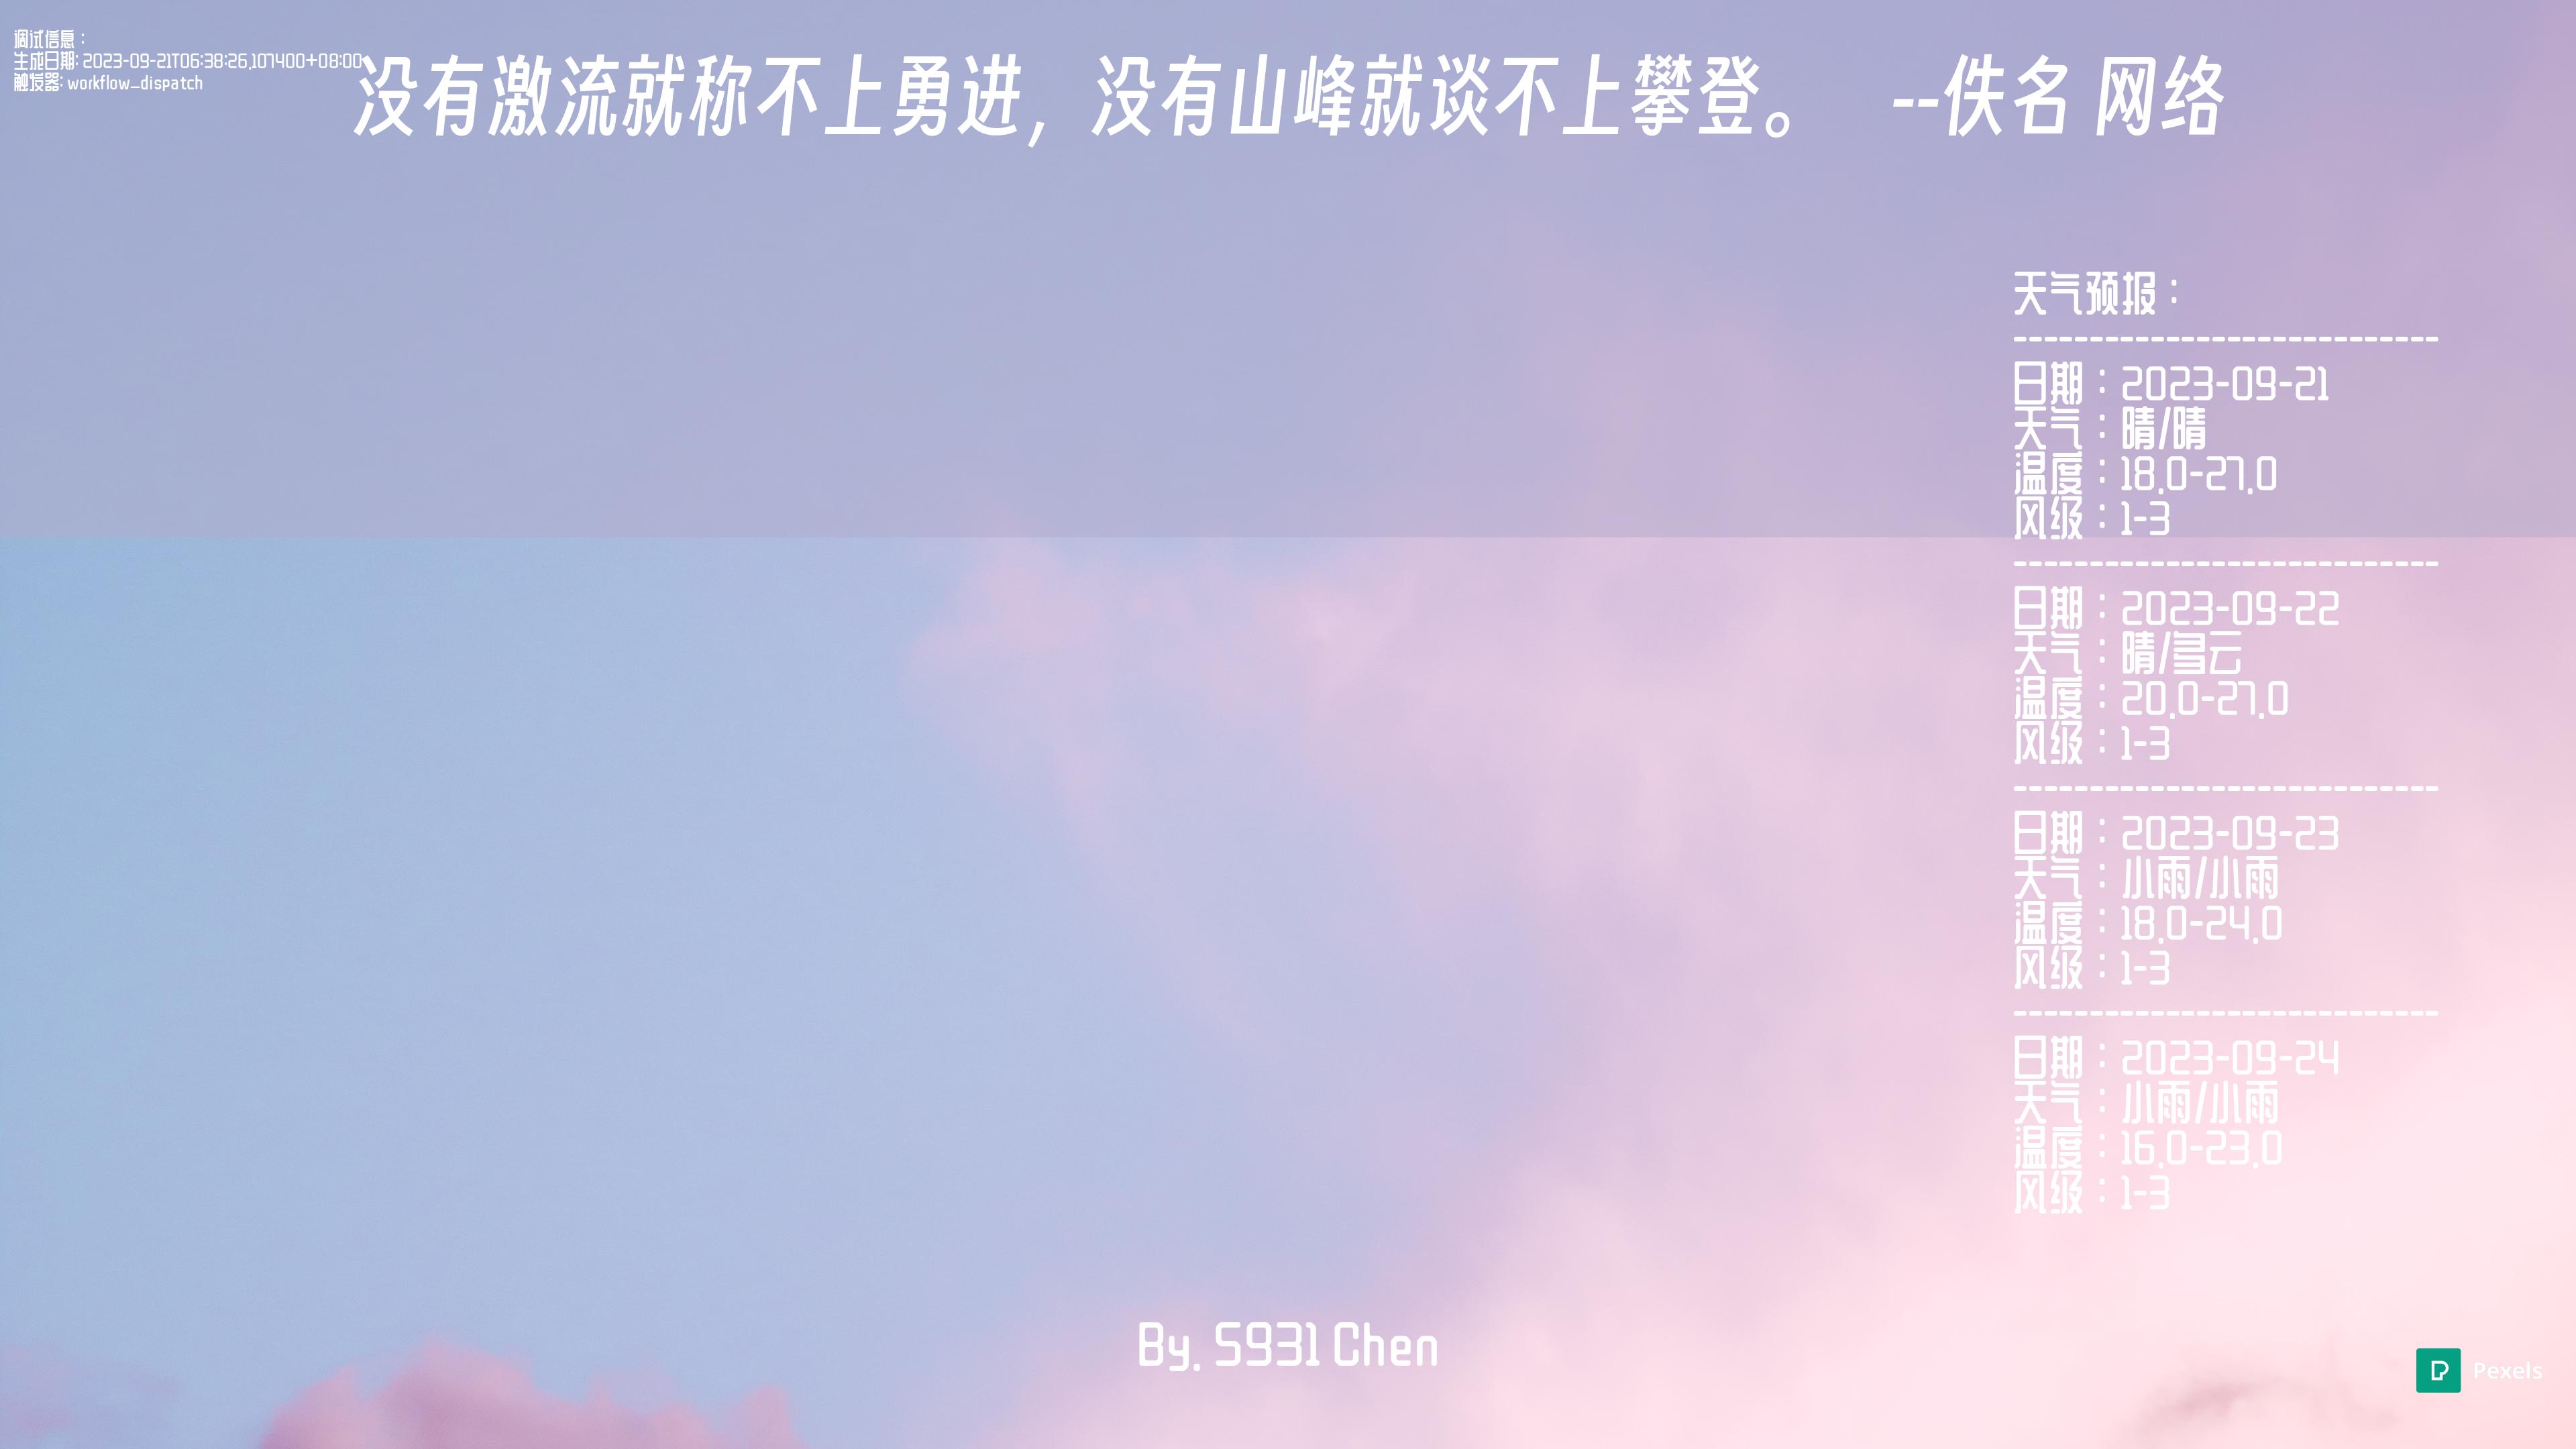 调试信息：
生成日期: 2023-09-21T06:38:26.107400+08:00
触发器: workflow_dispatch
没有激流就称不上勇进，没有山峰就谈不上攀登。 --佚名 网络
天气预报：
----------------------------
日期：2023-09-21
天气：晴/晴
温度：18.0-27.0
风级：1-3
----------------------------
日期：2023-09-22
天气：晴/多云
温度：20.0-27.0
风级：1-3
----------------------------
日期：2023-09-23
天气：小雨/小雨
温度：18.0-24.0
风级：1-3
----------------------------
日期：2023-09-24
天气：小雨/小雨
温度：16.0-23.0
风级：1-3
By. S931 Chen
Pexels